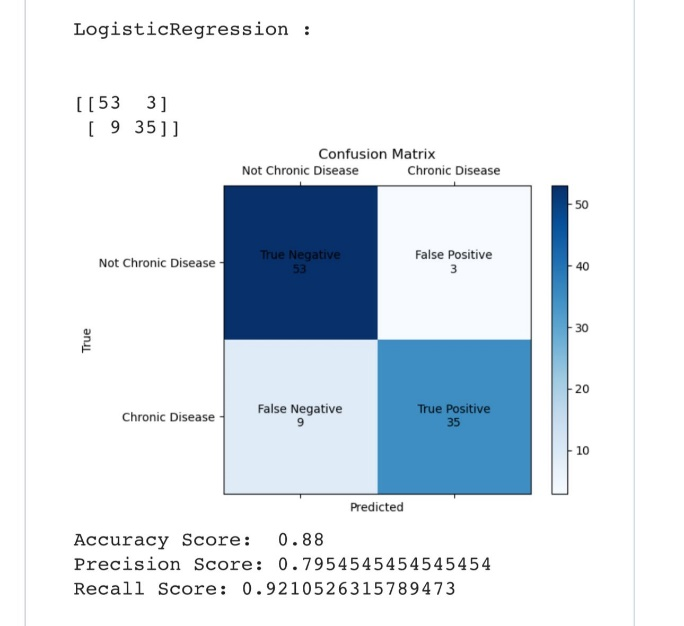 LogisticRegression :
[[53 3]
[ 9 35]]
Confusion Matrix
Not Chronic Disease Chronic Disease
True Negative
53
False Positive
3
Not Chronic Disease
True
False Negative
9
True Positive
35
Chronic Disease
Predicted
50
40
30
20
10
Accuracy Score: 0.88
Precision Score: 0.7954545454545454
Recall Score: 0.9210526315789473